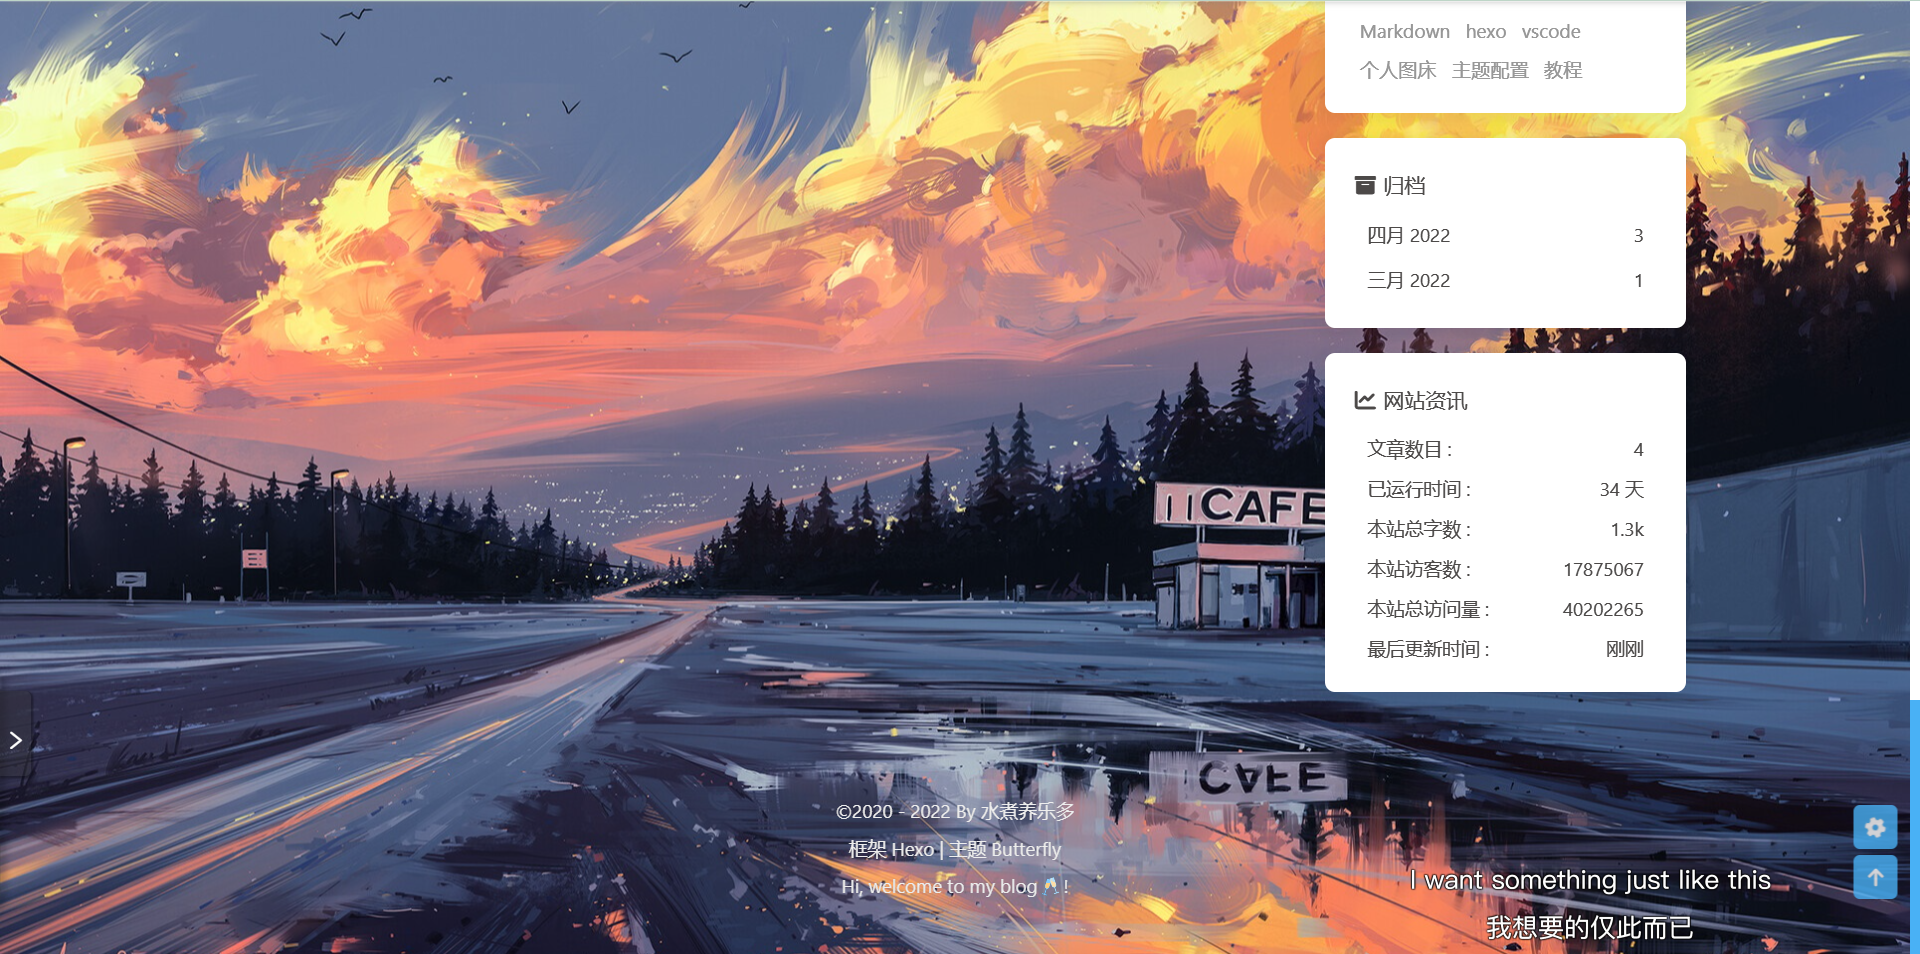 Markdown hexo vscode
个人图床 主题配置 教程
归档
四月 2022 3
三月 2022 1
网站资讯
文章数目 : 4
已运行时间 : 34 天
本站总字数 : 1.3k
本站访客数 : 17875067
本站总访问量 : 40202265
最后更新时间 : 刚刚
CAFE
CAFE
©2020 - 2022 By 水煮养乐多
框架 Hexo | 主题 Butterfly
Hi, welcome to my blog 🥂 !
I want something just like this
我想要的仅此而已